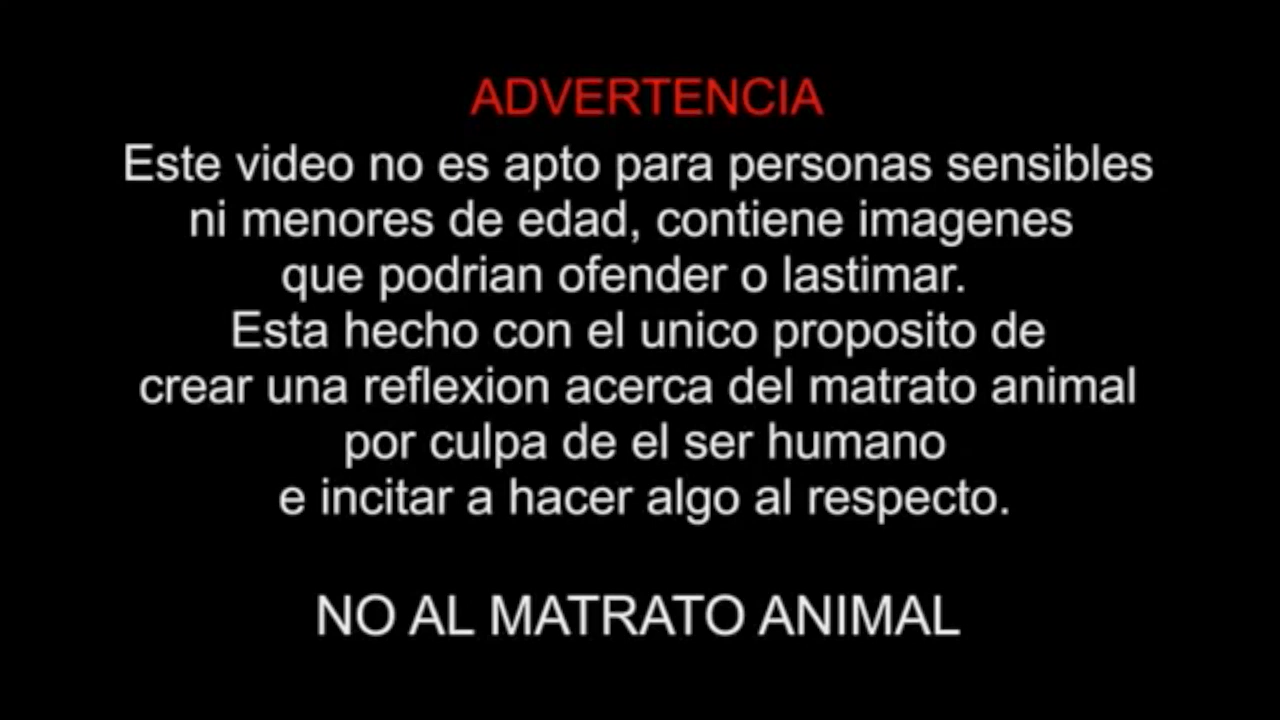 ADVERTENCIA
Este video no es apto para personas sensibles
ni menores de edad, contiene imagenes
que podrian ofender o lastimar.
Esta hecho con el unico proposito de
crear una reflexion acerca del matrato animal
por culpa de el ser humano
e incitar a hacer algo al respecto.
NO AL MATRATO ANIMAL